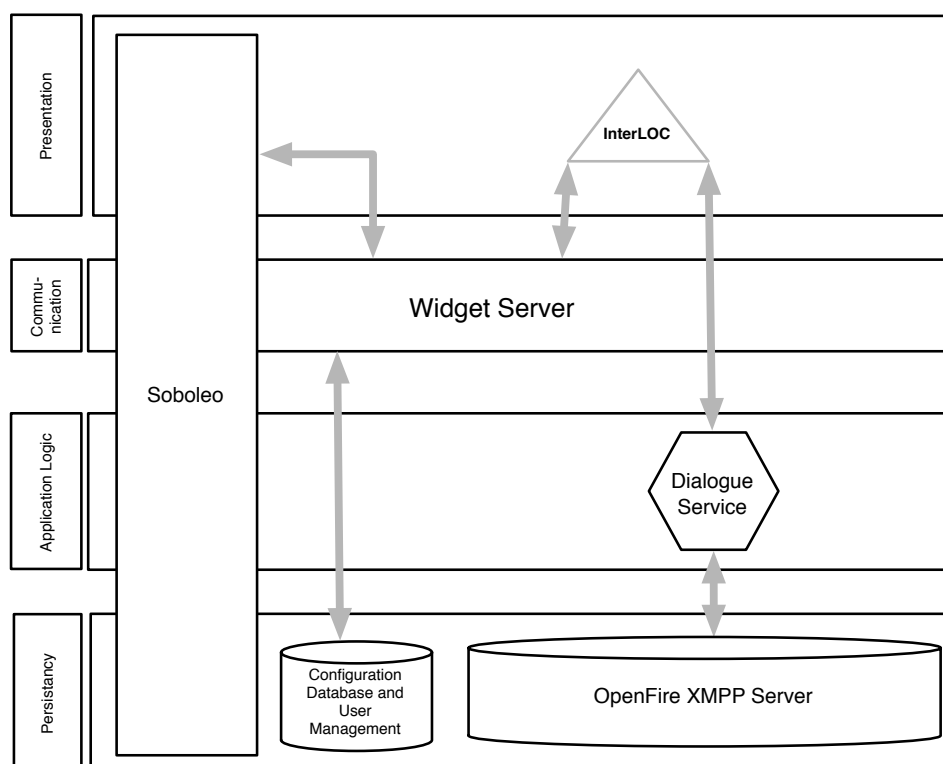 Presentation
InterLOC
Commu-
nication
Widget Server
Soboleo
Application Logic
Dialogue
Service
Persistancy
Configuration
Database and
User
Management
OpenFire XMPP Server